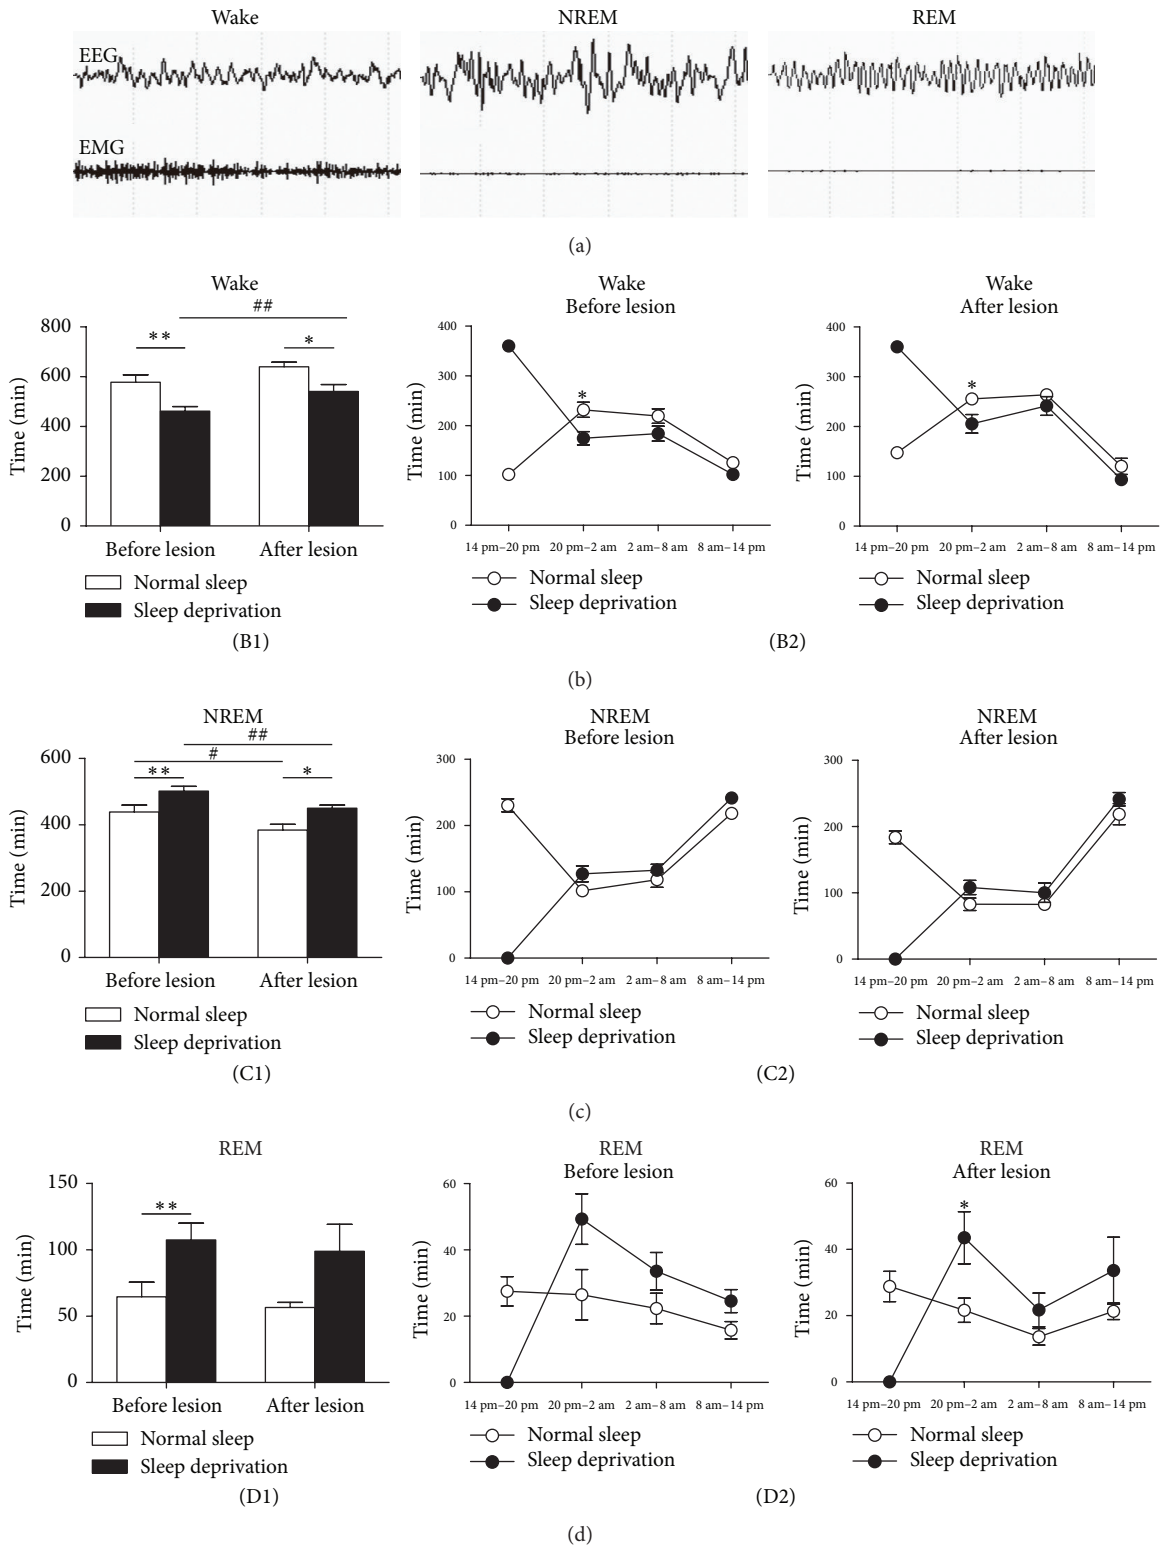 Wake NREM REM
EEG
EMG
(a)
Wake
##
** *
Time (min)
800
600
400
200
0
Before lesion After lesion
Normal sleep
Sleep deprivation
(B1)
Wake
Before lesion
Time (min)
400
300
200
100
0
*
14 pm–20 pm 20 pm–2 am 2 am–8 am 8 am–14 pm
Normal sleep
Sleep deprivation
Wake
After lesion
Time (min)
400
300
200
100
0
*
14 pm–20 pm 20 pm–2 am 2 am–8 am 8 am–14 pm
Normal sleep
Sleep deprivation
(B2)
(b)
NREM
##
#
** *
Time (min)
600
400
200
0
Before lesion After lesion
Normal sleep
Sleep deprivation
(C1)
NREM
Before lesion
Time (min)
300
200
100
0
14 pm–20 pm 20 pm–2 am 2 am–8 am 8 am–14 pm
Normal sleep
Sleep deprivation
NREM
After lesion
Time (min)
300
200
100
0
14 pm–20 pm 20 pm–2 am 2 am–8 am 8 am–14 pm
Normal sleep
Sleep deprivation
(C2)
(c)
REM
**
Time (min)
150
100
50
0
Before lesion After lesion
Normal sleep
Sleep deprivation
(D1)
REM
Before lesion
Time (min)
60
40
20
0
14 pm–20 pm 20 pm–2 am 2 am–8 am 8 am–14 pm
Normal sleep
Sleep deprivation
REM
After lesion
Time (min)
60
40
20
0
*
14 pm–20 pm 20 pm–2 am 2 am–8 am 8 am–14 pm
Normal sleep
Sleep deprivation
(D2)
(d)